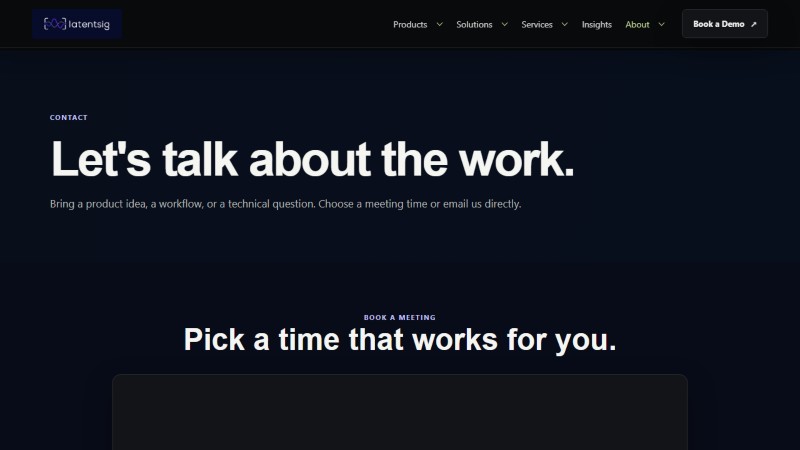 latentsig
Products
Solutions
Services
Insights
About
Book a Demo ↗
CONTACT
Let's talk about the work.
Bring a product idea, a workflow, or a technical question. Choose a meeting time or email us directly.
BOOK A MEETING
Pick a time that works for you.